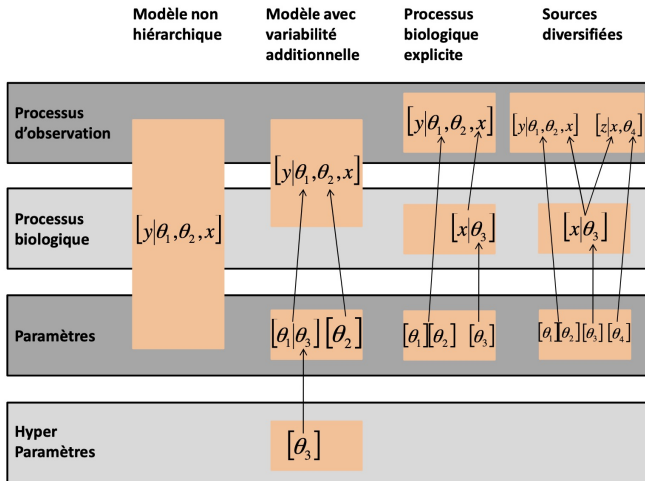 Modèle non hiérarchique
Modèle avec variabilité additionnelle
Processus biologique explicite
Sources diversifiées
Processus d'observation
[y|θ₁,θ₂,x]
[y|θ₁,θ₂,x] [z|x,θ₄]
[y|θ₁,θ₂,x]
Processus biologique
[y|θ₁,θ₂,x]
[x|θ₃]
[x|θ₃]
Paramètres
[θ₁|θ₃] [θ₂]
[θ₁][θ₂] [θ₃]
[θ₁][θ₂][θ₃][θ₄]
Hyper Paramètres
[θ₃]